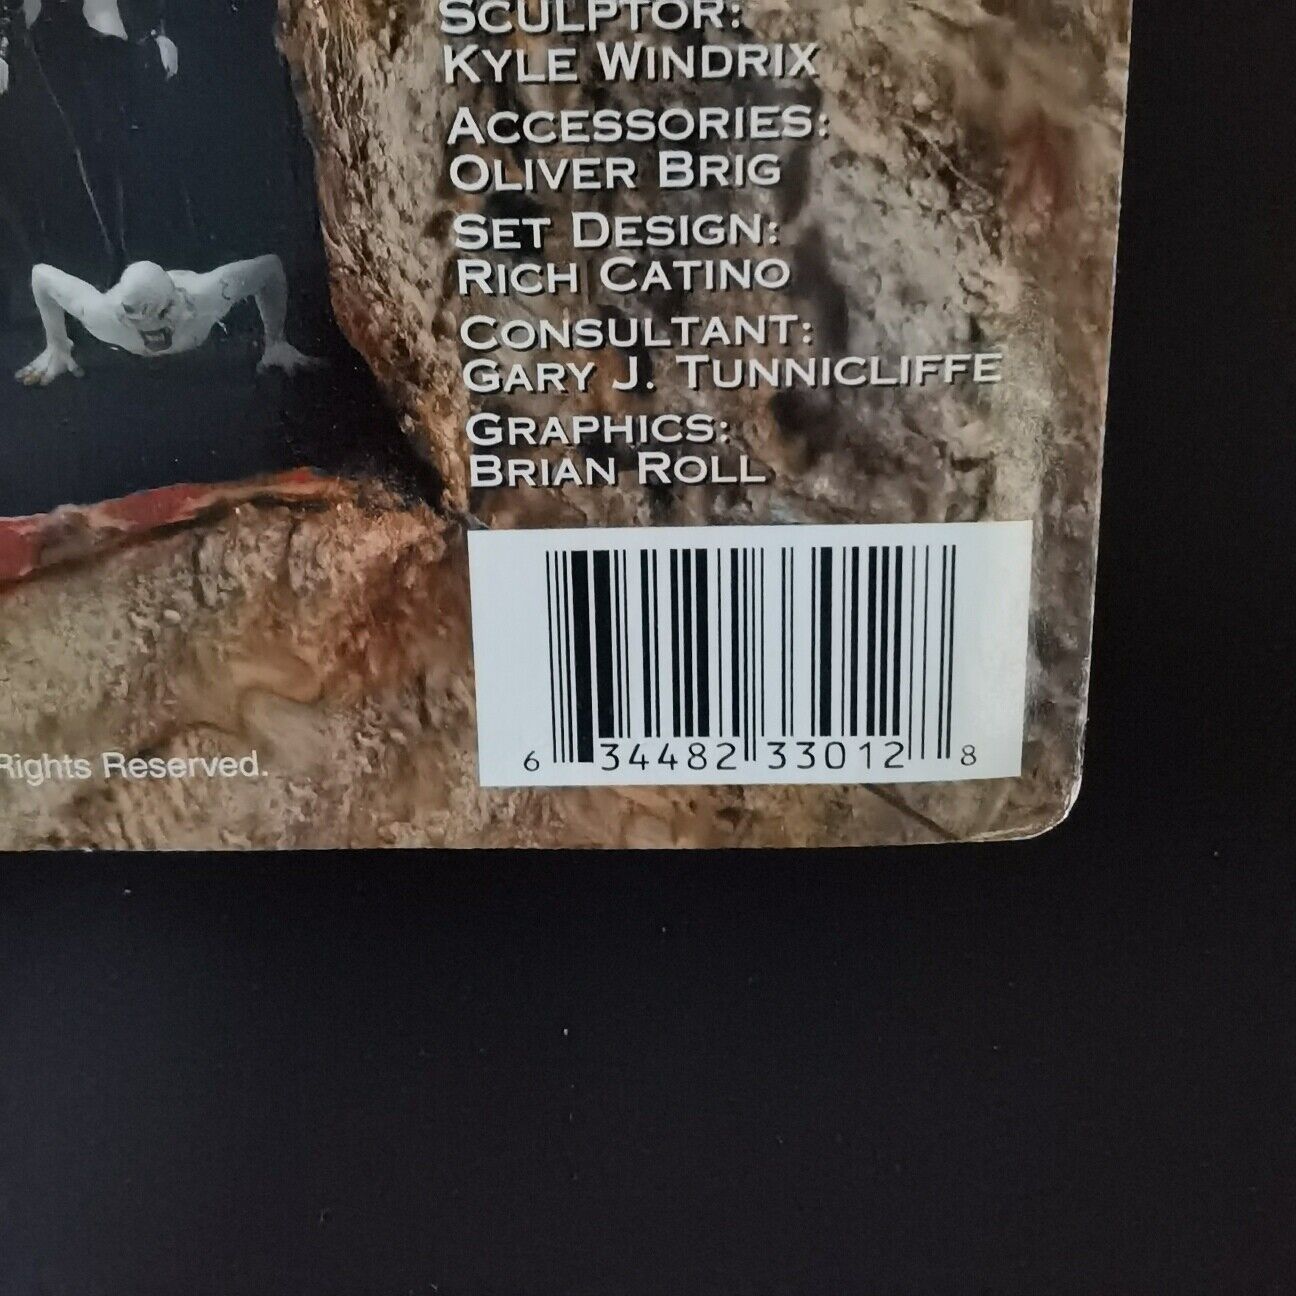 SCULPTOR:
KYLE WINDRIX
ACCESSORIES:
OLIVER BRIG
SET DESIGN:
RICH CATINO
CONSULTANT:
GARY J. TUNNICLIFFE
GRAPHICS:
BRIAN ROLL
6 34482 33012 8
Rights Reserved.